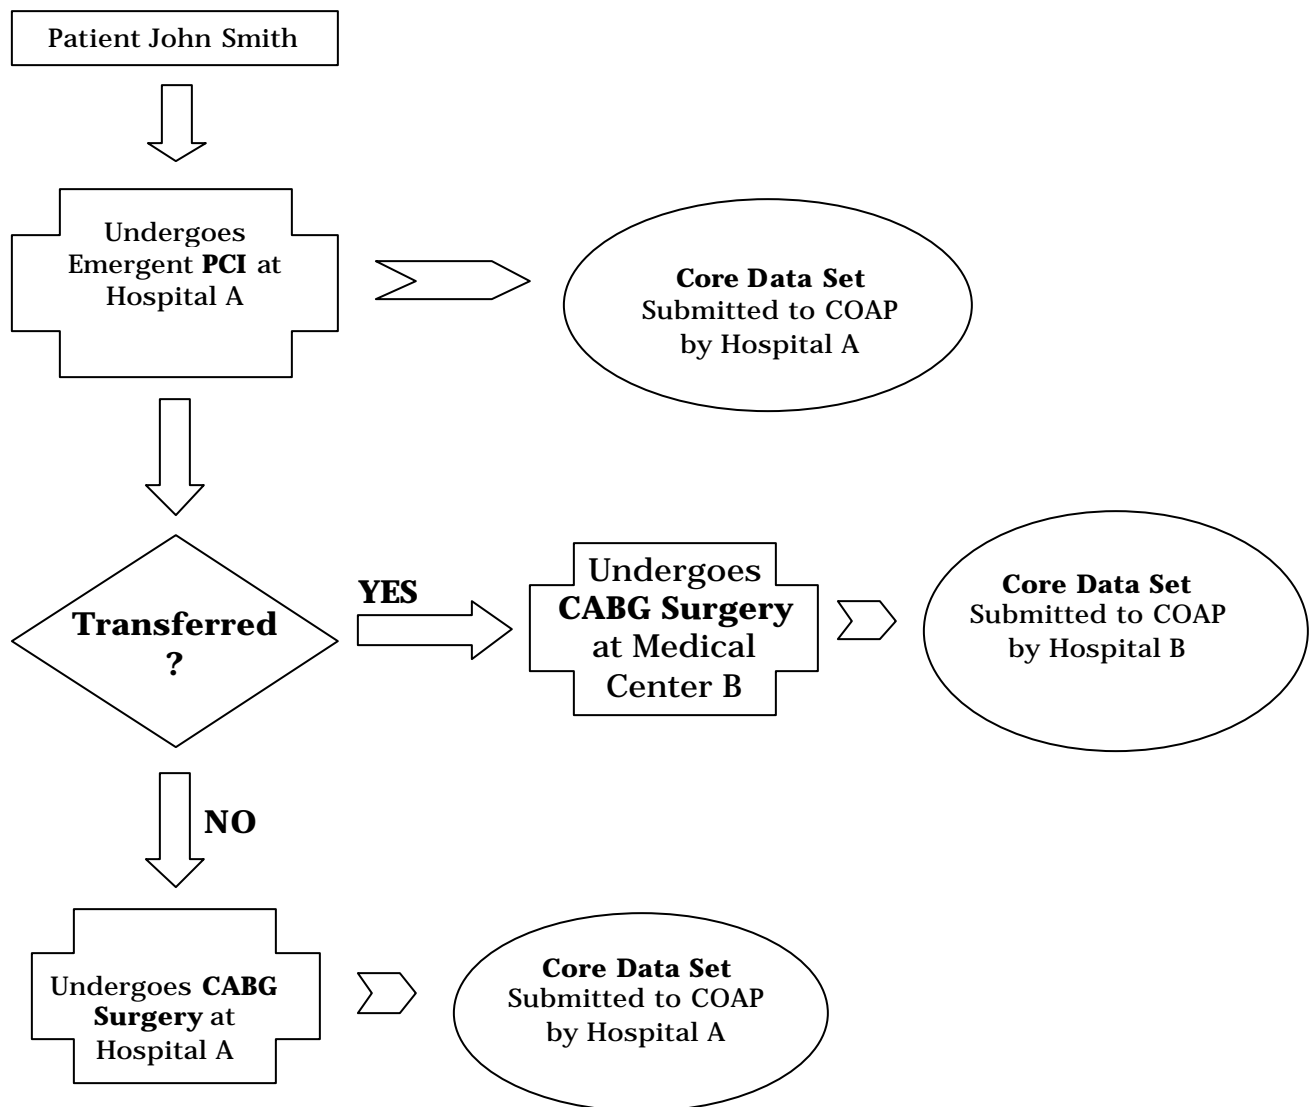 Patient John Smith
Undergoes
Emergent PCI at
Hospital A
Core Data Set
Submitted to COAP
by Hospital A
Transferred
?
YES
Undergoes
CABG Surgery
at Medical
Center B
Core Data Set
Submitted to COAP
by Hospital B
NO
Undergoes CABG
Surgery at
Hospital A
Core Data Set
Submitted to COAP
by Hospital A